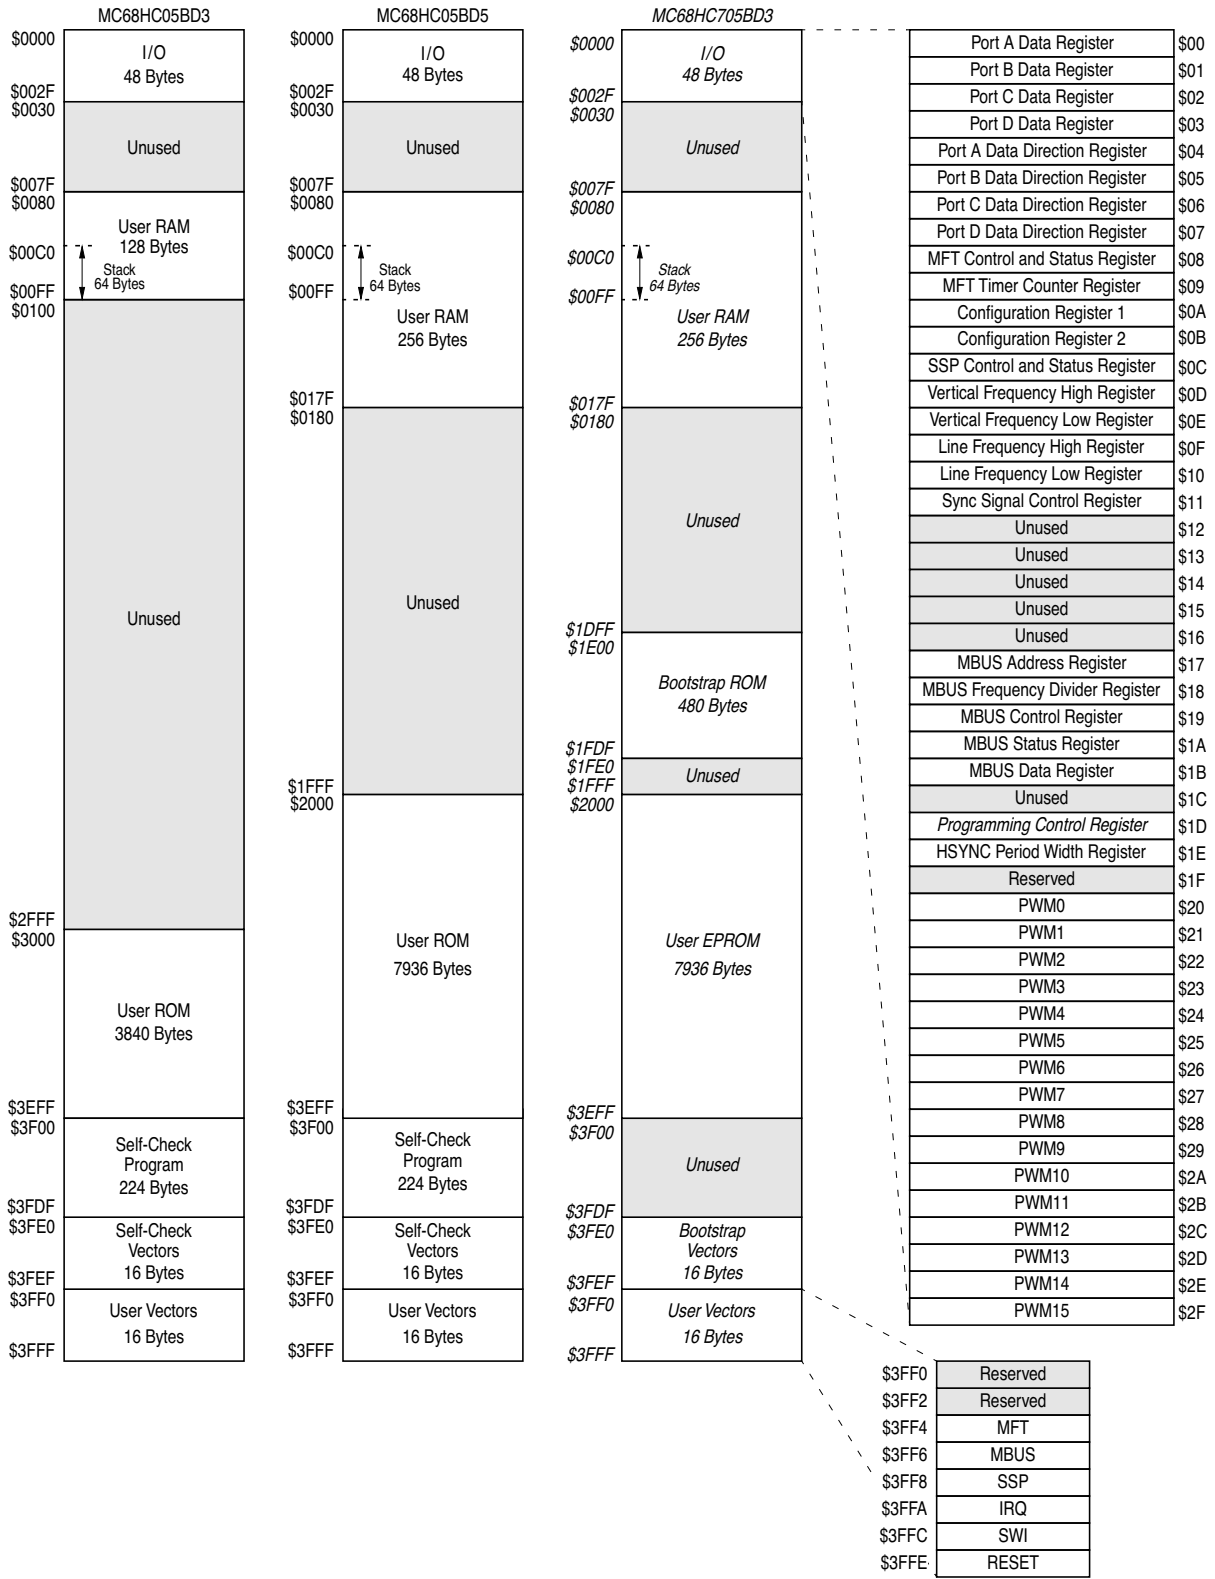 MC68HC05BD3
$0000
I/O
48 Bytes
$002F
$0030
Unused
$007F
$0080
User RAM
128 Bytes
$00C0
Stack
64 Bytes
$00FF
$0100
Unused
$2FFF
$3000
User ROM
3840 Bytes
$3EFF
$3F00
Self-Check
Program
224 Bytes
$3FDF
$3FE0
Self-Check
Vectors
16 Bytes
$3FEF
$3FF0
User Vectors
16 Bytes
$3FFF
MC68HC05BD5
$0000
I/O
48 Bytes
$002F
$0030
Unused
$007F
$0080
$00C0
Stack
64 Bytes
$00FF
User RAM
256 Bytes
$017F
$0180
Unused
$1FFF
$2000
User ROM
7936 Bytes
$3EFF
$3F00
Self-Check
Program
224 Bytes
$3FDF
$3FE0
Self-Check
Vectors
16 Bytes
$3FEF
$3FF0
User Vectors
16 Bytes
$3FFF
MC68HC705BD3
$0000
I/O
48 Bytes
$002F
$0030
Unused
$007F
$0080
$00C0
Stack
64 Bytes
$00FF
User RAM
256 Bytes
$017F
$0180
Unused
$1DFF
$1E00
Bootstrap ROM
480 Bytes
$1FDF
$1FE0
Unused
$1FFF
$2000
User EPROM
7936 Bytes
$3EFF
$3F00
Unused
$3FDF
$3FE0
Bootstrap
Vectors
16 Bytes
$3FEF
$3FF0
User Vectors
16 Bytes
$3FFF
Port A Data Register $00
Port B Data Register $01
Port C Data Register $02
Port D Data Register $03
Port A Data Direction Register $04
Port B Data Direction Register $05
Port C Data Direction Register $06
Port D Data Direction Register $07
MFT Control and Status Register $08
MFT Timer Counter Register $09
Configuration Register 1 $0A
Configuration Register 2 $0B
SSP Control and Status Register $0C
Vertical Frequency High Register $0D
Vertical Frequency Low Register $0E
Line Frequency High Register $0F
Line Frequency Low Register $10
Sync Signal Control Register $11
Unused $12
Unused $13
Unused $14
Unused $15
Unused $16
MBUS Address Register $17
MBUS Frequency Divider Register $18
MBUS Control Register $19
MBUS Status Register $1A
MBUS Data Register $1B
Unused $1C
Programming Control Register $1D
HSYNC Period Width Register $1E
Reserved $1F
PWM0 $20
PWM1 $21
PWM2 $22
PWM3 $23
PWM4 $24
PWM5 $25
PWM6 $26
PWM7 $27
PWM8 $28
PWM9 $29
PWM10 $2A
PWM11 $2B
PWM12 $2C
PWM13 $2D
PWM14 $2E
PWM15 $2F
$3FF0 Reserved
$3FF2 Reserved
$3FF4 MFT
$3FF6 MBUS
$3FF8 SSP
$3FFA IRQ
$3FFC SWI
$3FFE RESET